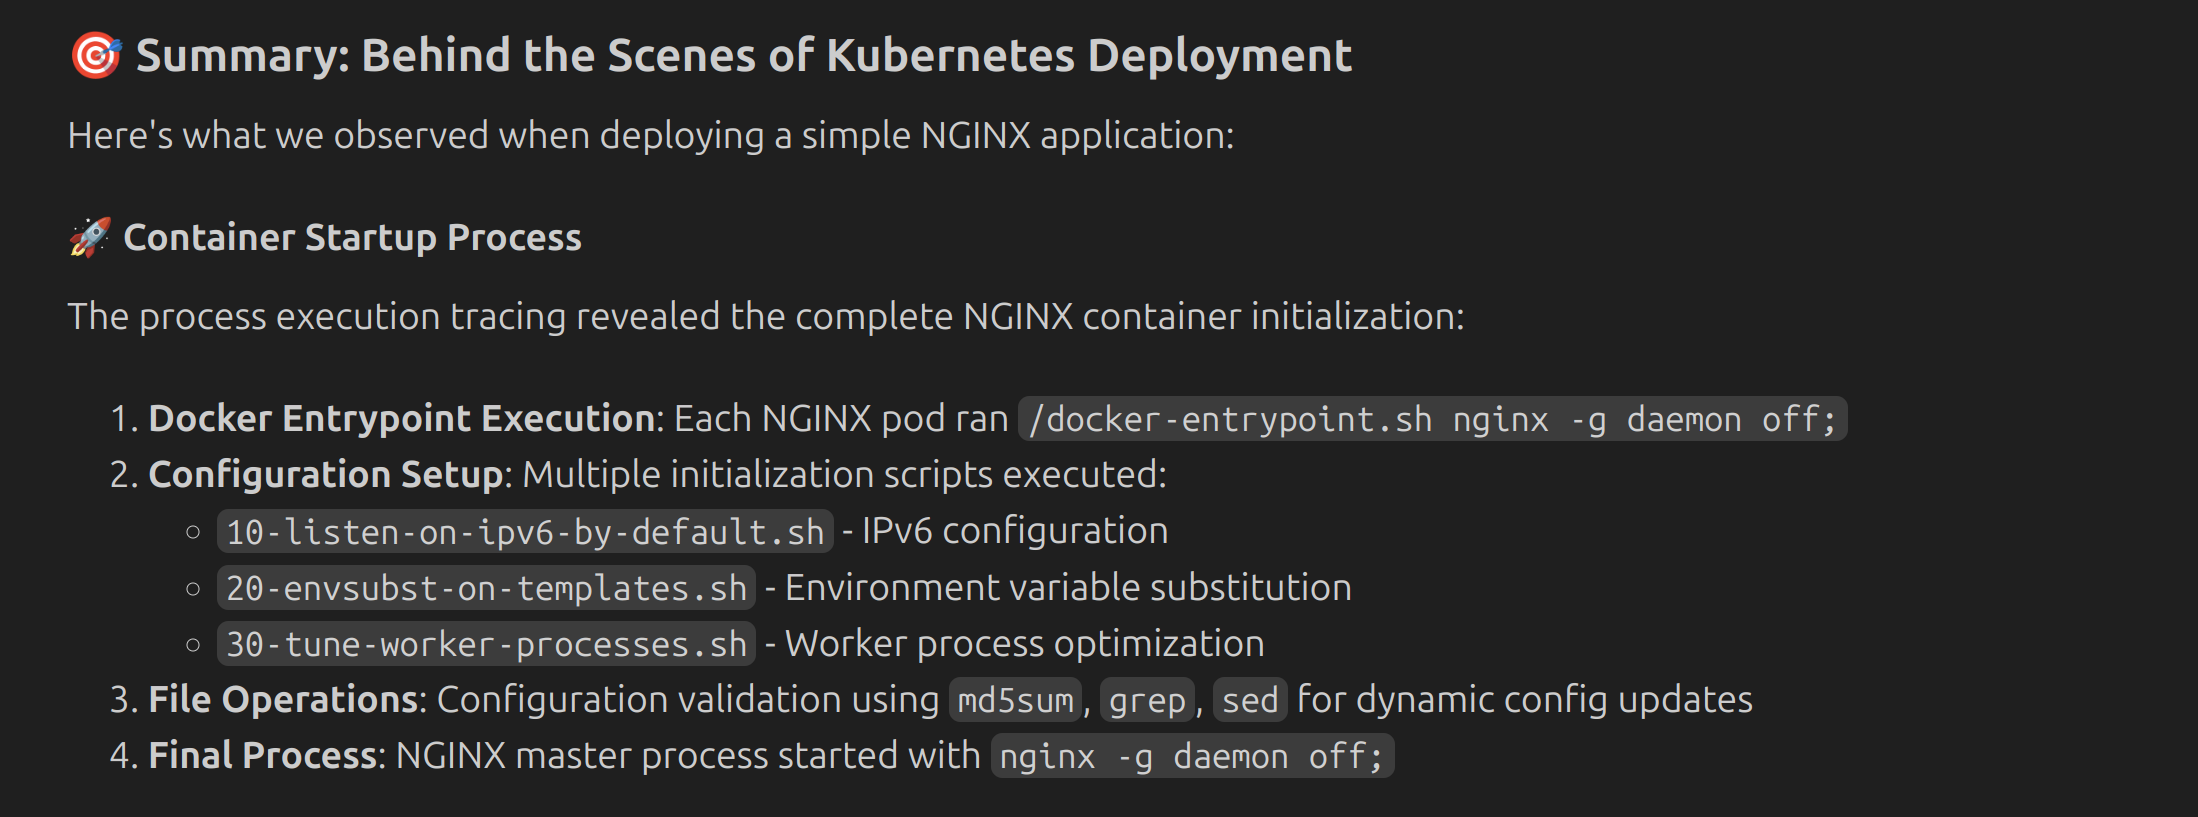 🎯 Summary: Behind the Scenes of Kubernetes Deployment
Here's what we observed when deploying a simple NGINX application:
🚀 Container Startup Process
The process execution tracing revealed the complete NGINX container initialization:
1. Docker Entrypoint Execution: Each NGINX pod ran /docker-entrypoint.sh nginx -g daemon off;
2. Configuration Setup: Multiple initialization scripts executed:
◦ 10-listen-on-ipv6-by-default.sh - IPv6 configuration
◦ 20-envsubst-on-templates.sh - Environment variable substitution
◦ 30-tune-worker-processes.sh - Worker process optimization
3. File Operations: Configuration validation using md5sum, grep, sed for dynamic config updates
4. Final Process: NGINX master process started with nginx -g daemon off;